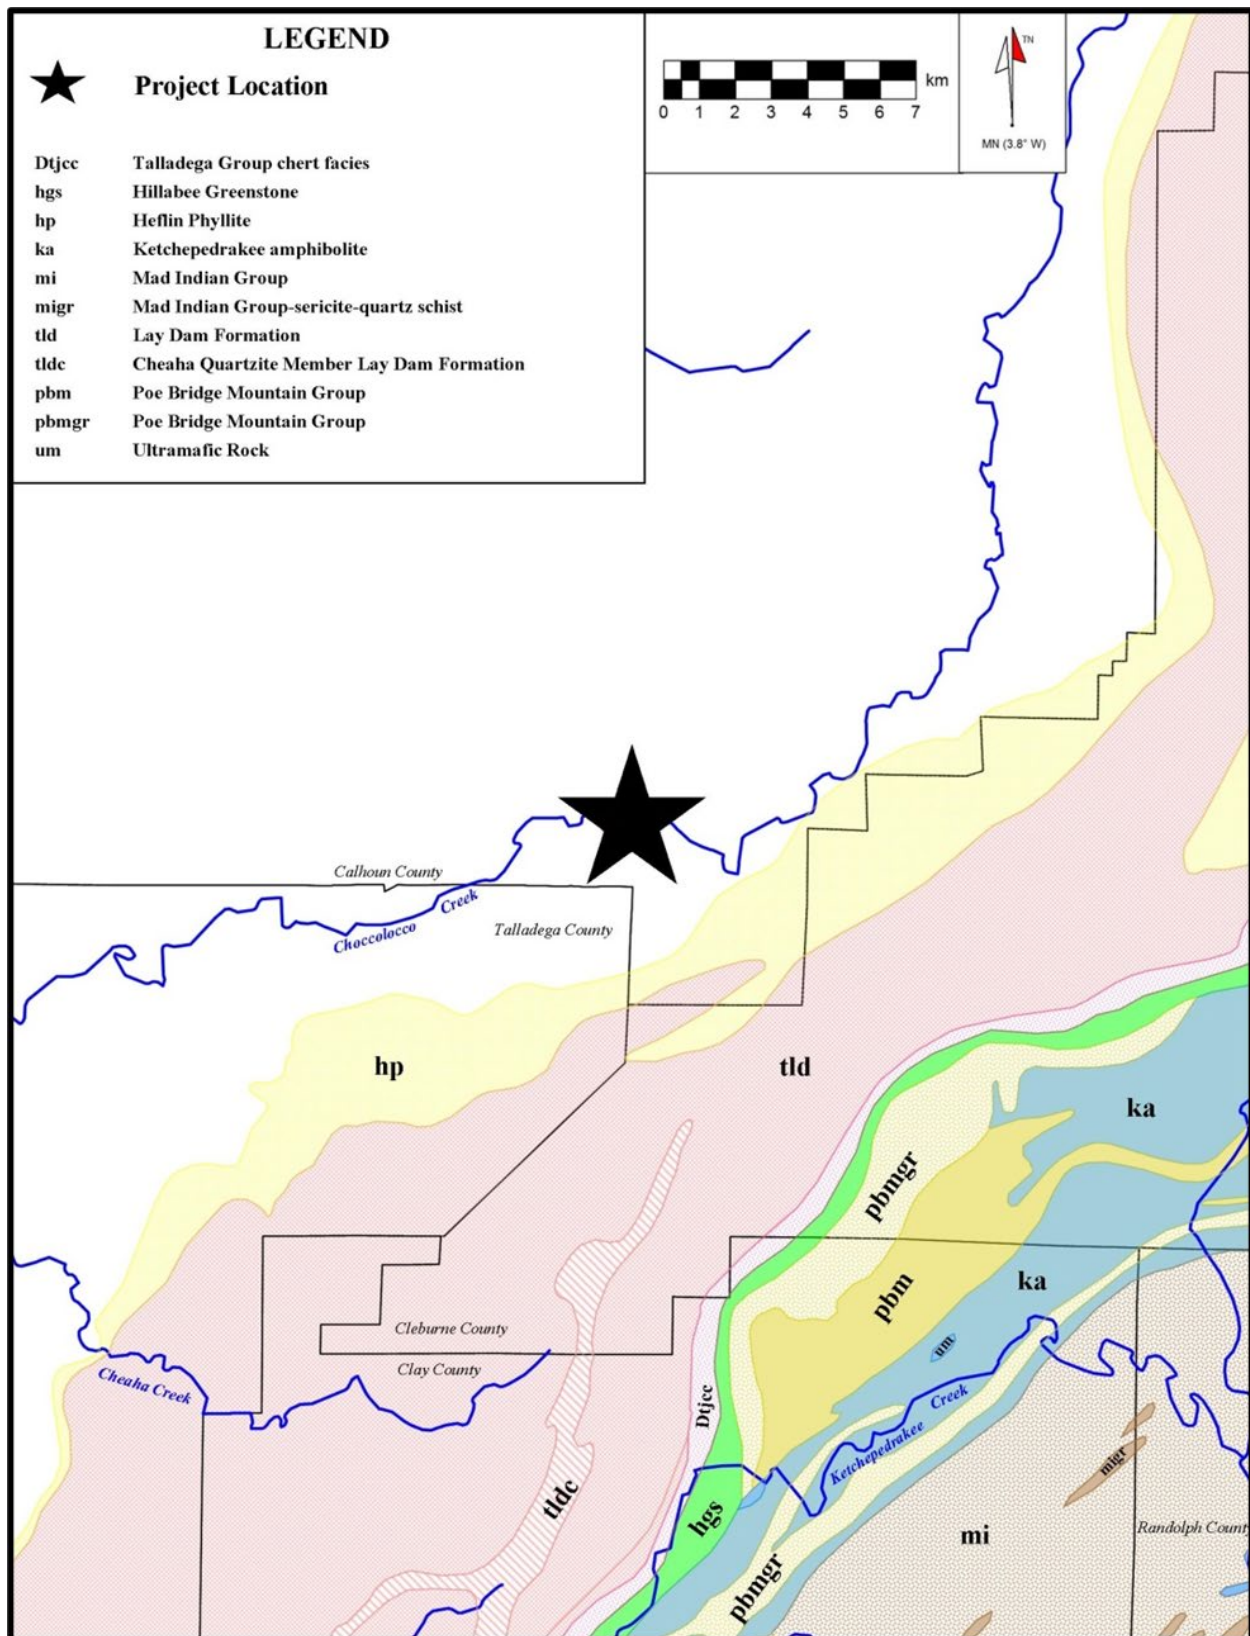 LEGEND
Project Location
Dtjcc Talladega Group chert facies
hgs Hillabee Greenstone
hp Heflin Phyllite
ka Ketchepedrakee amphibolite
mi Mad Indian Group
migr Mad Indian Group-sericite-quartz schist
tld Lay Dam Formation
tldc Cheaha Quartzite Member Lay Dam Formation
pbm Poe Bridge Mountain Group
pbmgr Poe Bridge Mountain Group
um Ultramafic Rock
km
0 1 2 3 4 5 6 7
TN
MN (3.8° W)
Calhoun County
Choccolocco Creek
Talladega County
hp
tld
ka
pbmgr
pbm
ka
um
Cleburne County
Clay County
Cheaha Creek
Dtjcc
Ketchepedrakee Creek
migr
tldc
hgs
mi
Randolph County
pbmgr